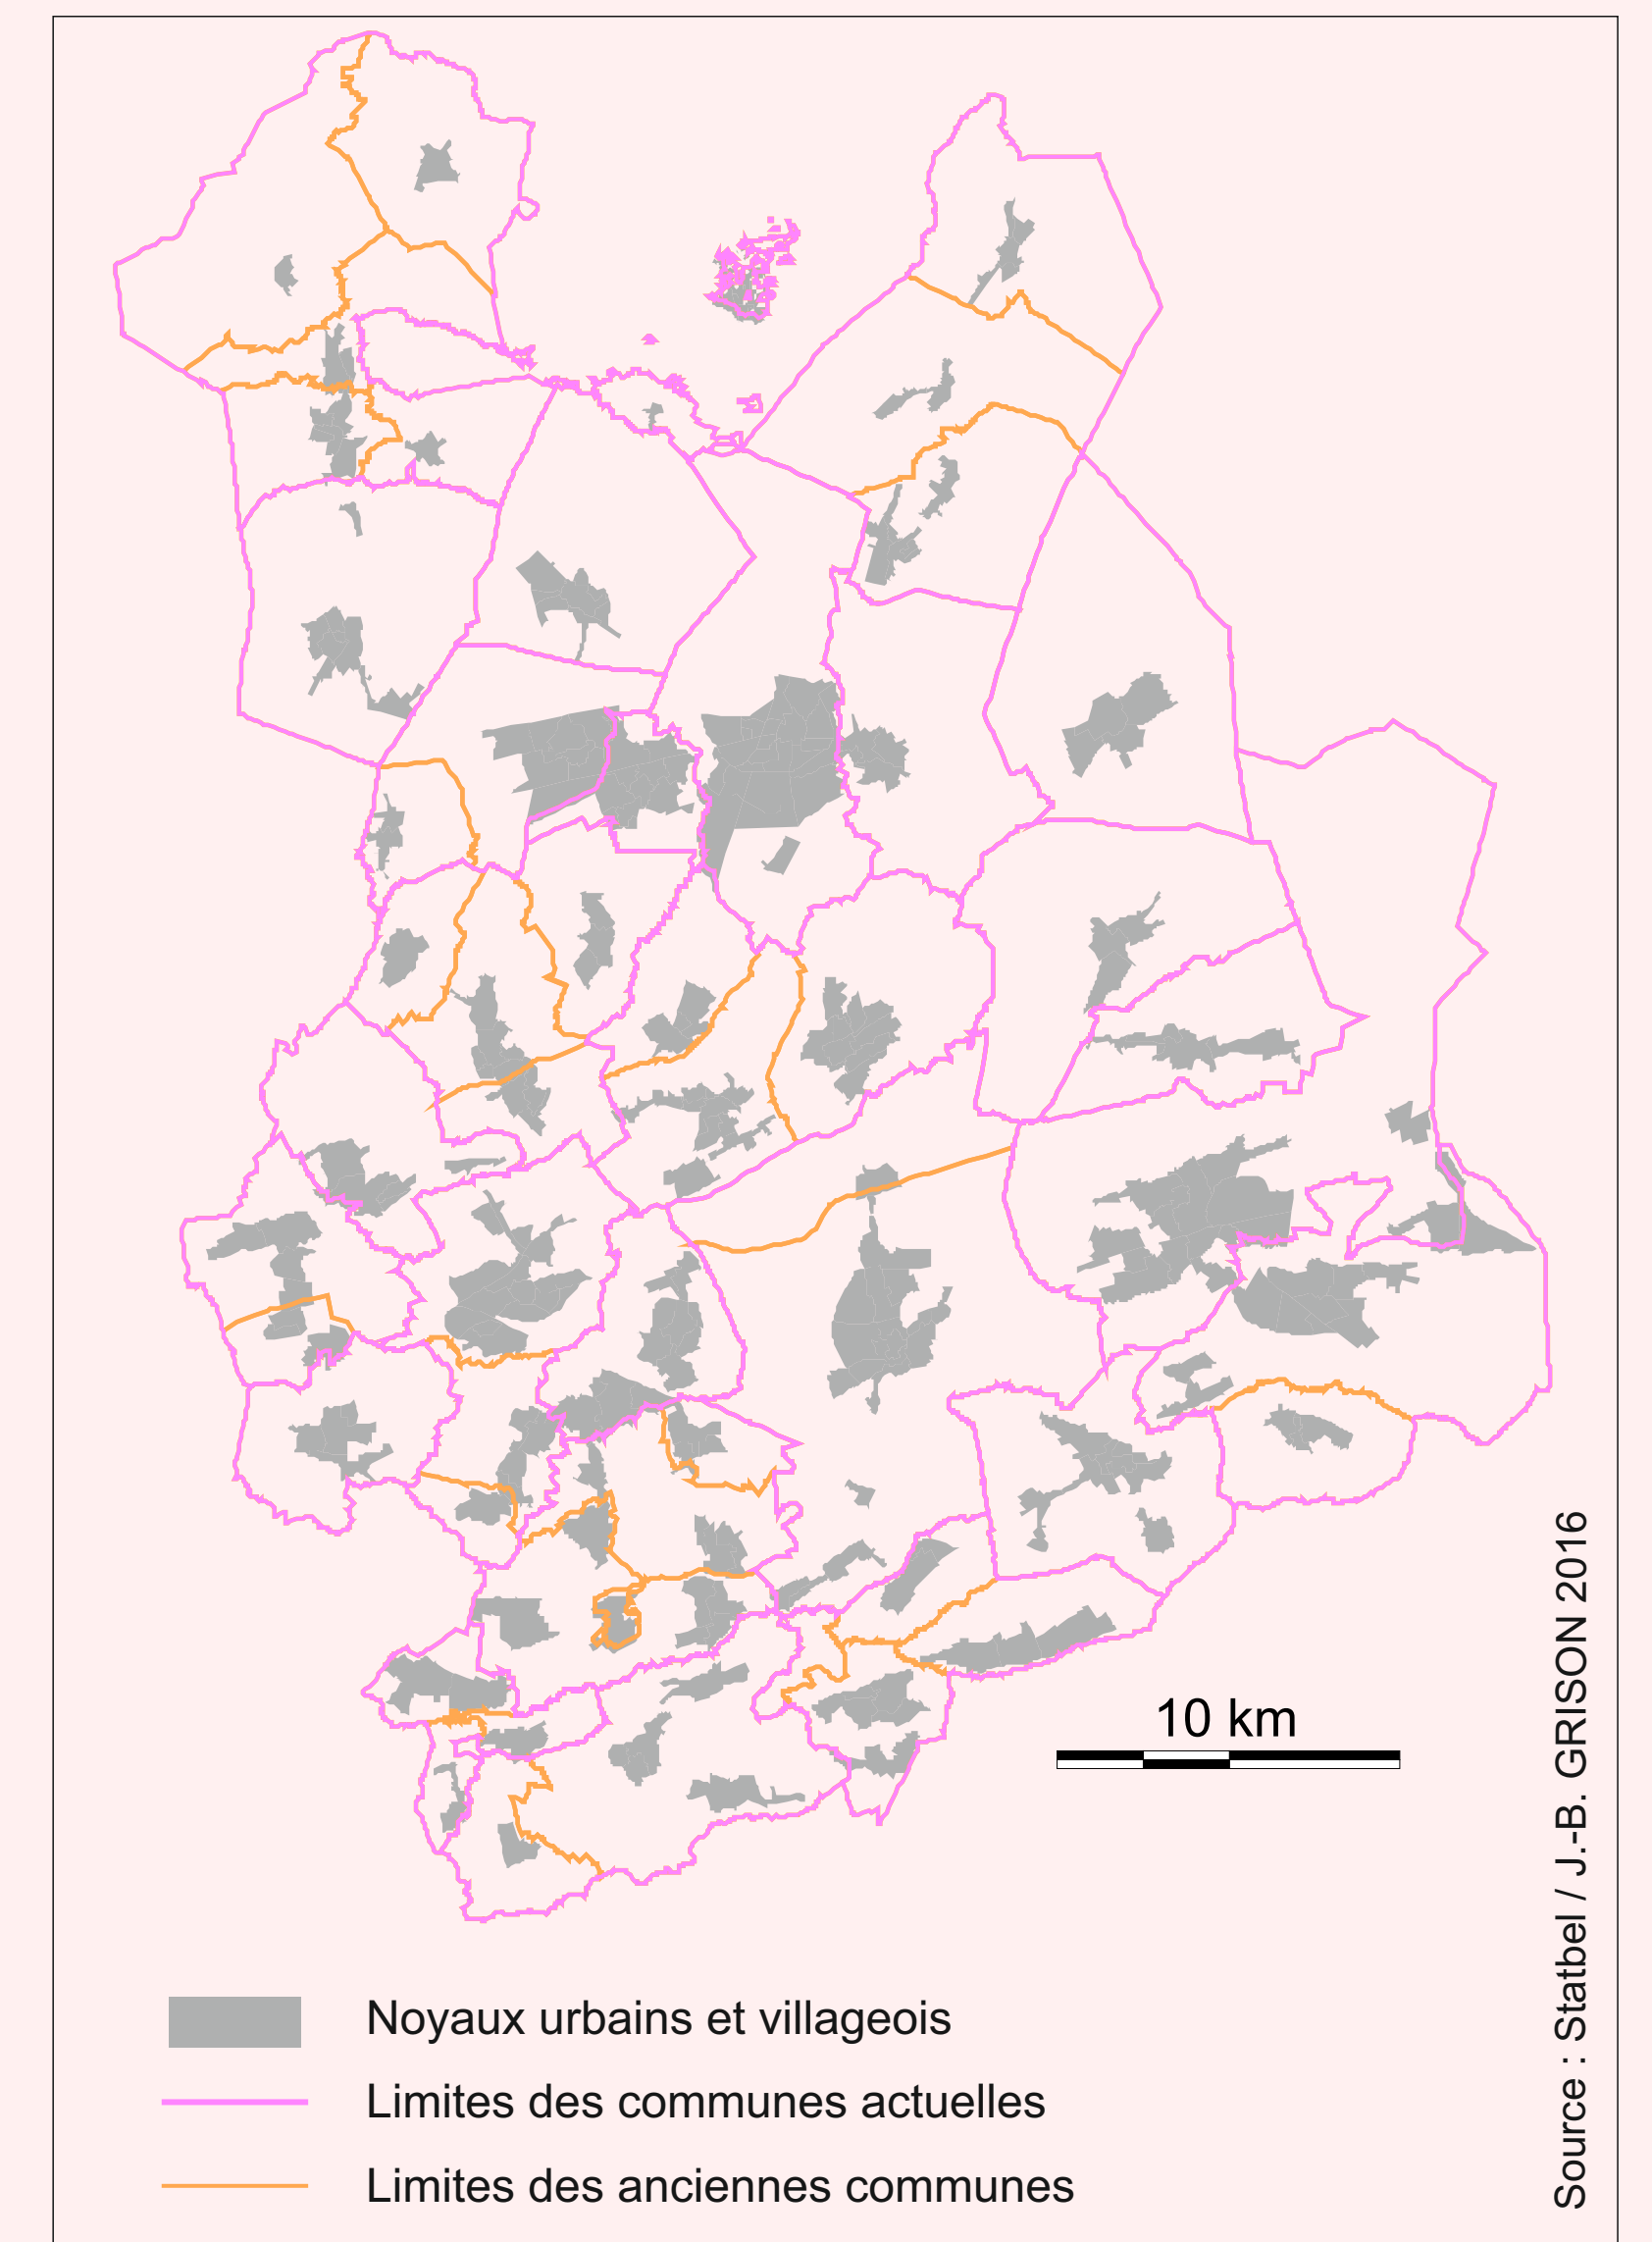 10 km
Noyaux urbains et villageois
Limites des communes actuelles
Limites des anciennes communes
Source : Statbel / J.-B. GRISON 2016